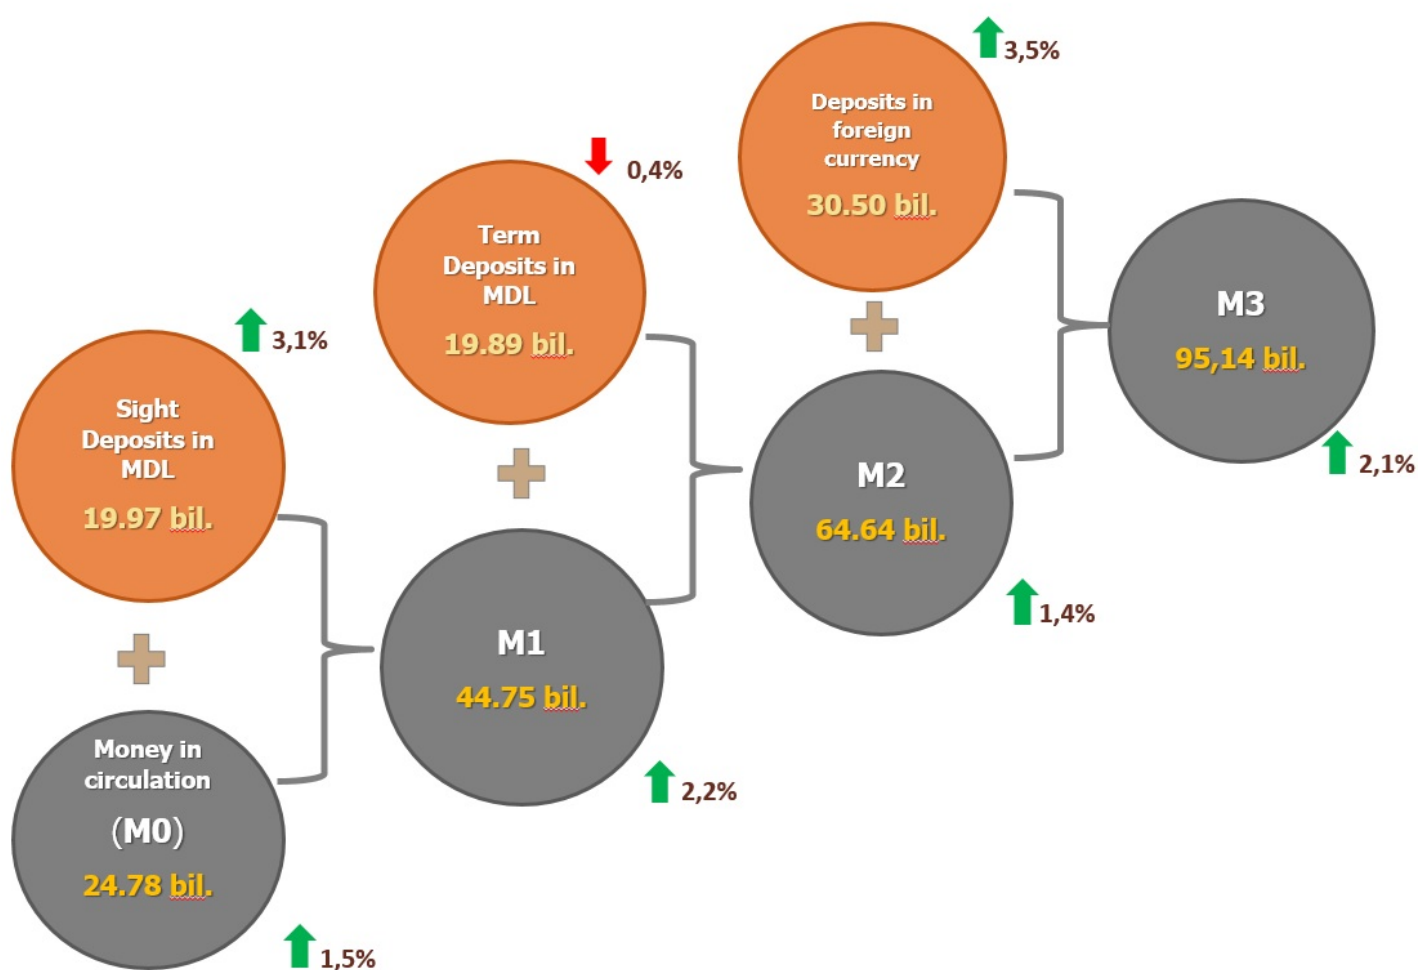 3,5%
Deposits in
foreign
currency
30.50 bil.
0,4%
Term
Deposits in
MDL
19.89 bil.
M3
95,14 bil.
2,1%
3,1%
Sight
Deposits in
MDL
19.97 bil.
M2
64.64 bil.
1,4%
M1
44.75 bil.
2,2%
Money in
circulation
(M0)
24.78 bil.
1,5%